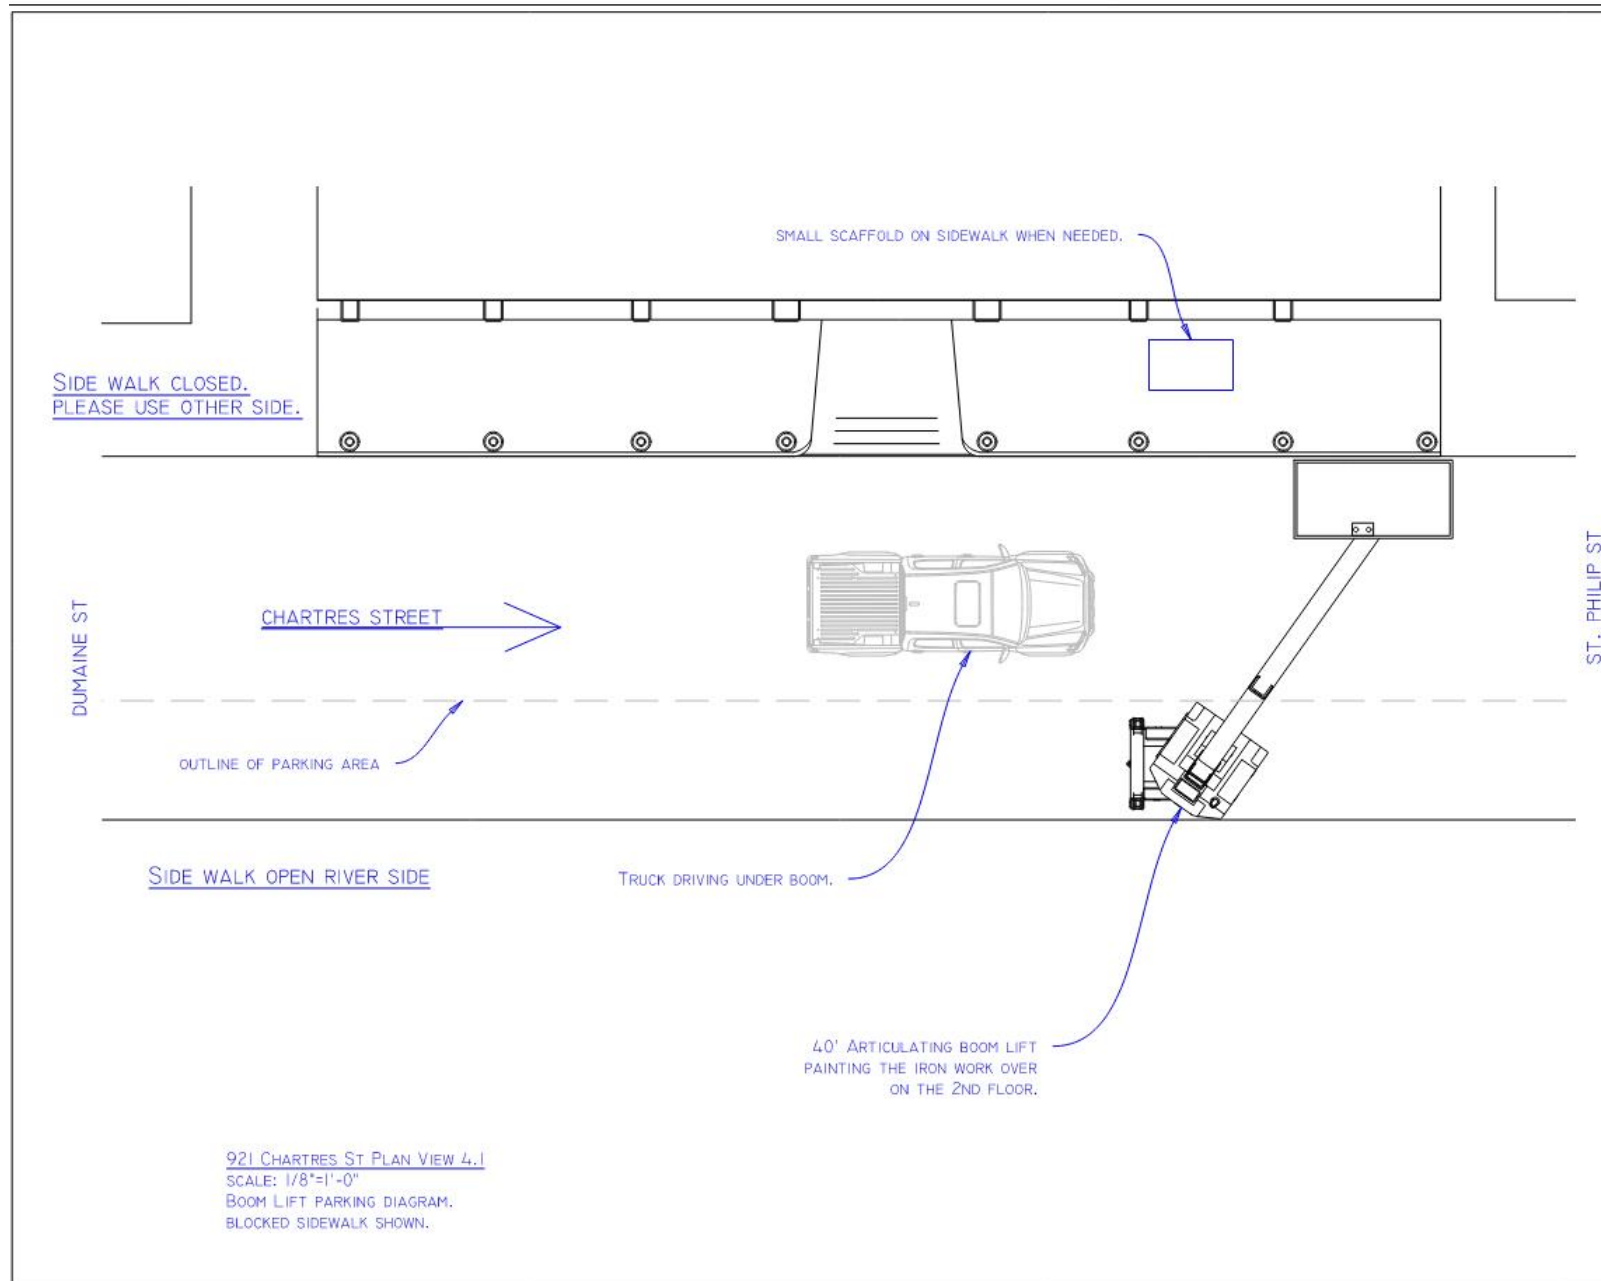 SMALL SCAFFOLD ON SIDEWALK WHEN NEEDED.
SIDE WALK CLOSED.
PLEASE USE OTHER SIDE.
CHARTRES STREET
DUMAINE ST
ST. PHILIP ST
OUTLINE OF PARKING AREA
SIDE WALK OPEN RIVER SIDE
TRUCK DRIVING UNDER BOOM.
40' ARTICULATING BOOM LIFT
PAINTING THE IRON WORK OVER
ON THE 2ND FLOOR.
921 CHARTRES ST PLAN VIEW 4.1
SCALE: 1/8"=1'-0"
BOOM LIFT PARKING DIAGRAM.
BLOCKED SIDEWALK SHOWN.